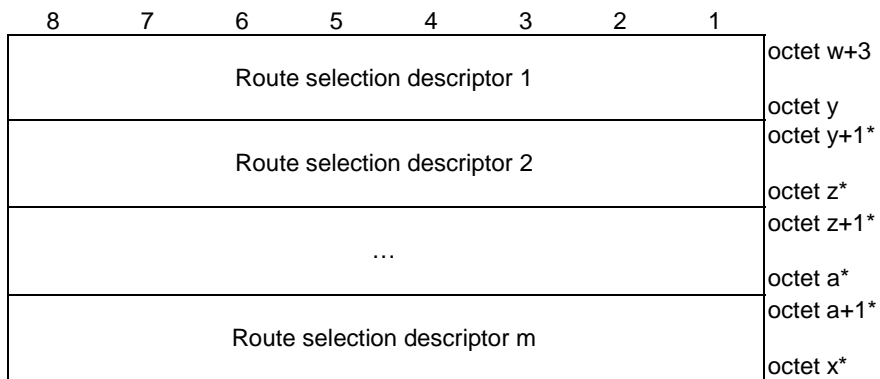 8 7 6 5 4 3 2 1
octet w+3
Route selection descriptor 1
octet y
octet y+1*
Route selection descriptor 2
octet z*
octet z+1*
…
octet a*
octet a+1*
Route selection descriptor m
octet x*